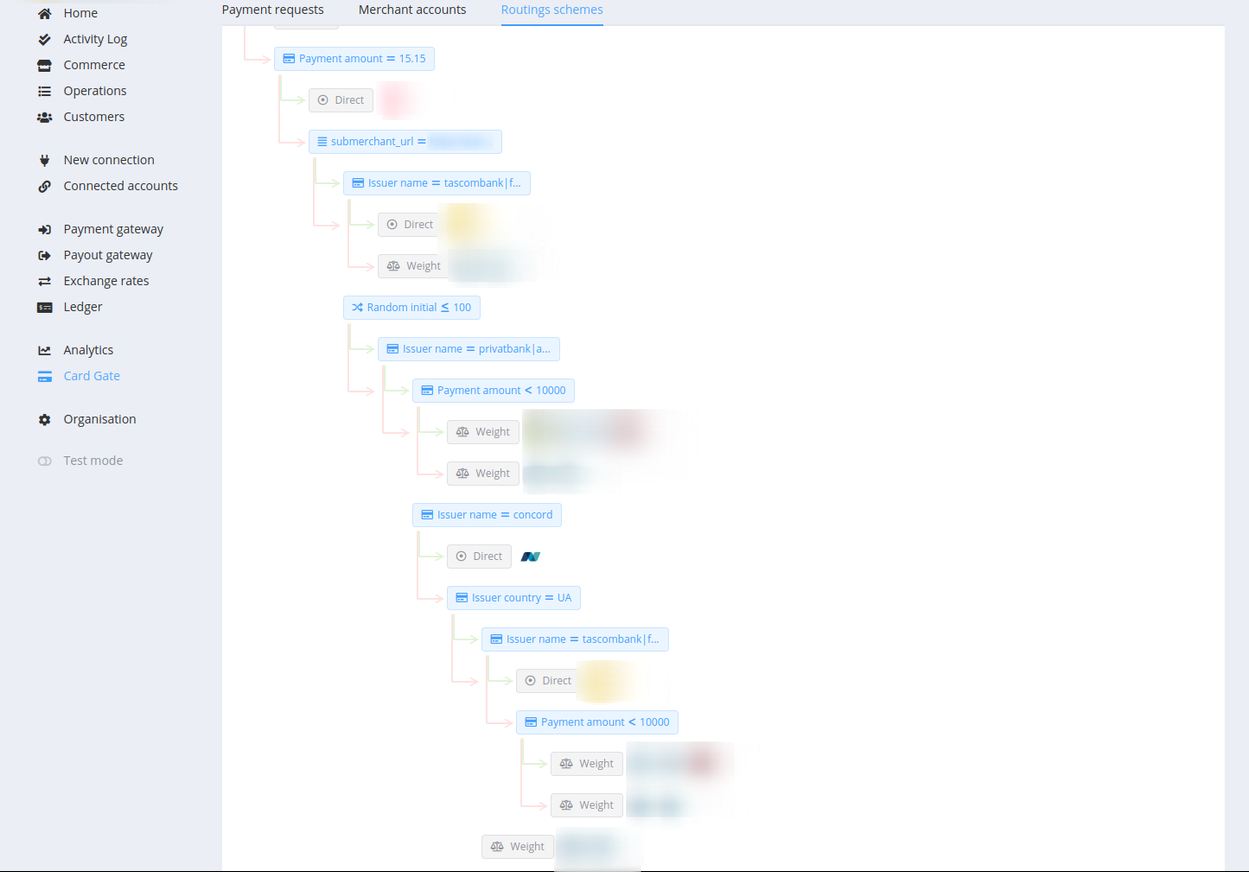 Payment requests Merchant accounts Routings schemes
Home
Activity Log
Commerce
Operations
Customers
New connection
Connected accounts
Payment gateway
Payout gateway
Exchange rates
Ledger
Analytics
Card Gate
Organisation
Test mode
Payment amount = 15.15
Direct
submerchant_url =
Issuer name = tascombank|f...
Direct
Weight
Random initial ≤ 100
Issuer name = privatbank|a...
Payment amount < 10000
Weight
Weight
Issuer name = concord
Direct
Issuer country = UA
Issuer name = tascombank|f...
Direct
Payment amount < 10000
Weight
Weight
Weight